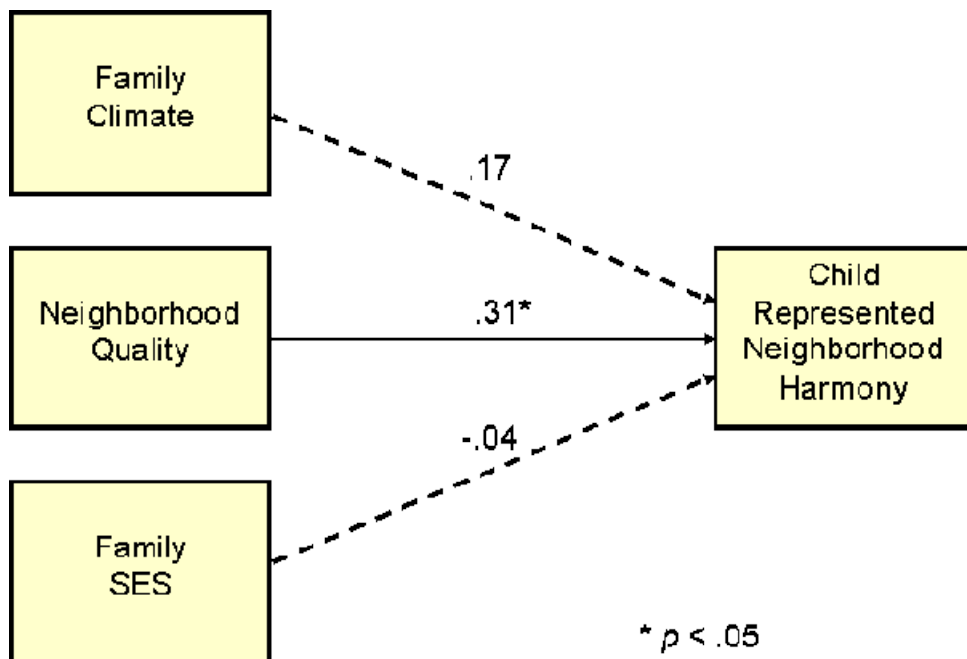 Family
Climate
.17
Neighborhood
Quality
.31*
Child
Represented
Neighborhood
Harmony
-.04
Family
SES
* p < .05